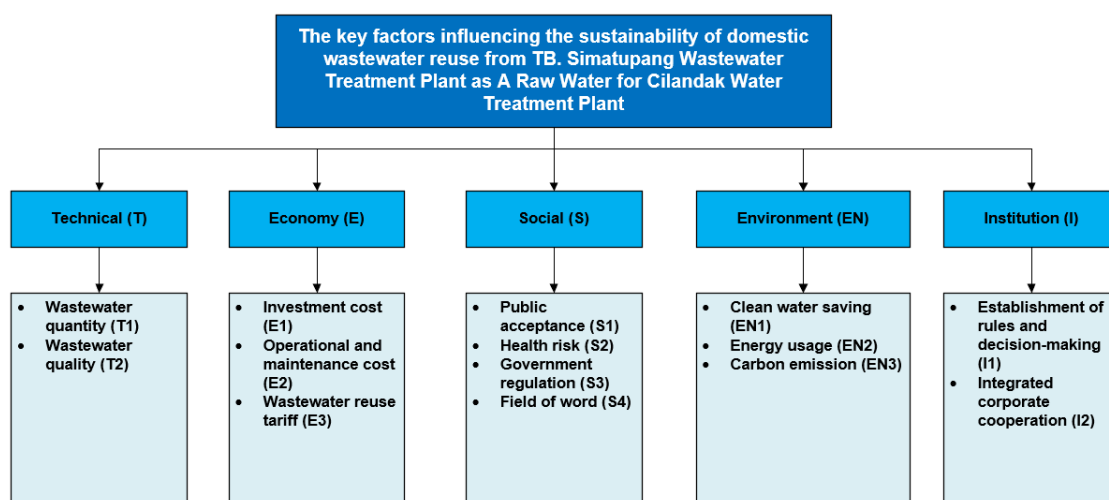 The key factors influencing the sustainability of domestic
wastewater reuse from TB. Simatupang Wastewater
Treatment Plant as A Raw Water for Cilandak Water
Treatment Plant
Technical (T)
Economy (E)
Social (S)
Environment (EN)
Institution (I)
• Wastewater
quantity (T1)
• Wastewater
quality (T2)
• Investment cost
(E1)
• Operational and
maintenance cost
(E2)
• Wastewater reuse
tariff (E3)
• Public
acceptance (S1)
• Health risk (S2)
• Government
regulation (S3)
• Field of word (S4)
• Clean water saving
(EN1)
• Energy usage (EN2)
• Carbon emission (EN3)
• Establishment of
rules and
decision-making
(I1)
• Integrated
corporate
cooperation (I2)